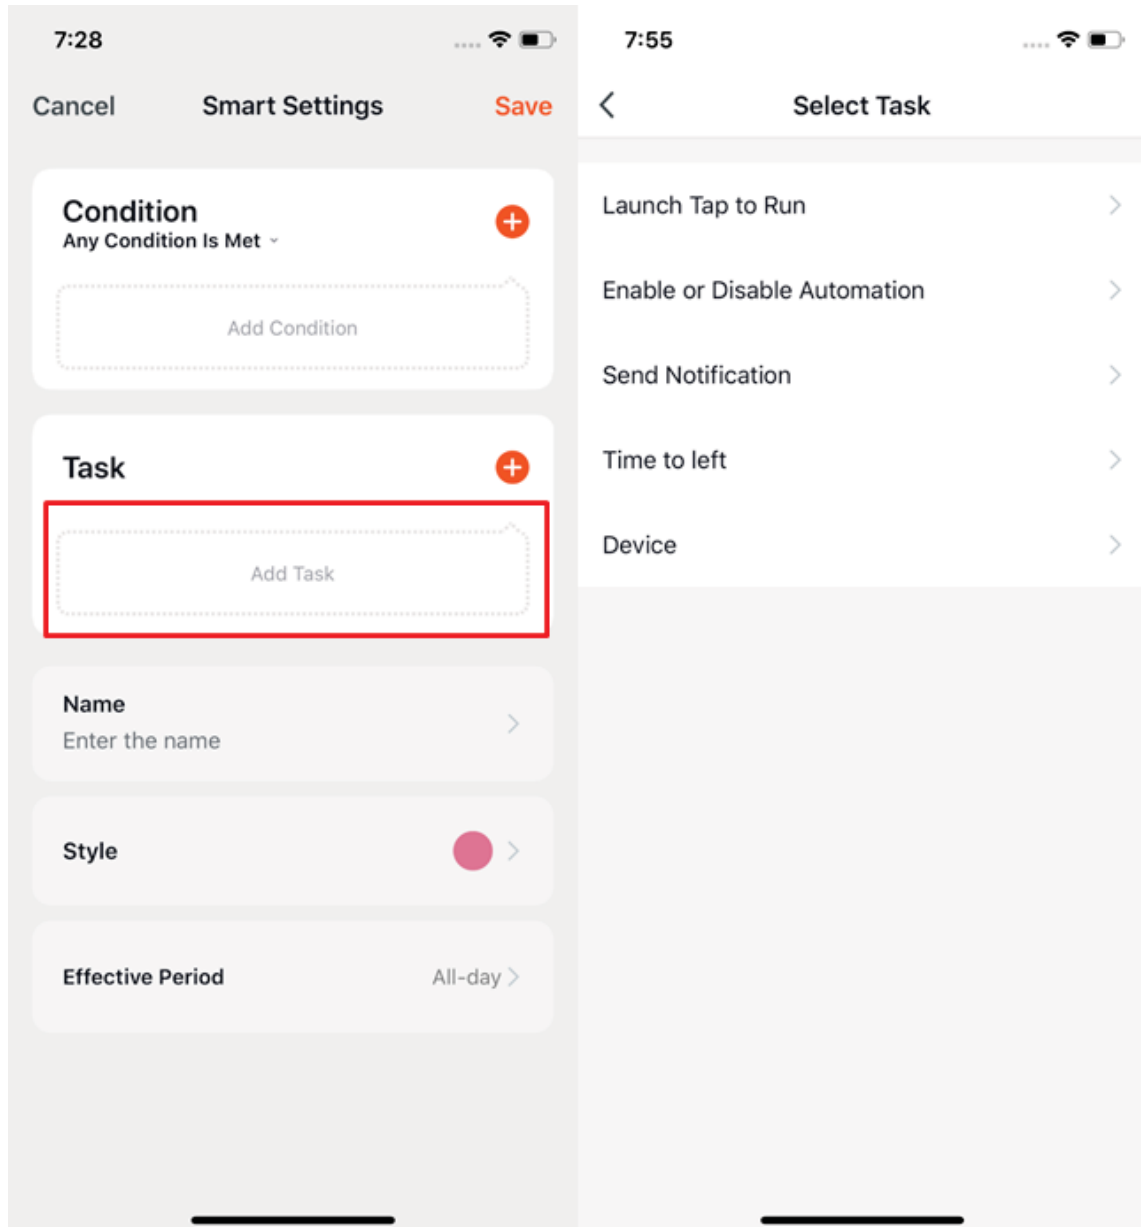 7:28
Cancel
Smart Settings
Save
Condition
Any Condition Is Met
Add Condition
Task
Add Task
Name
Enter the name
Style
Effective Period
All-day
7:55
Select Task
Launch Tap to Run
Enable or Disable Automation
Send Notification
Time to left
Device